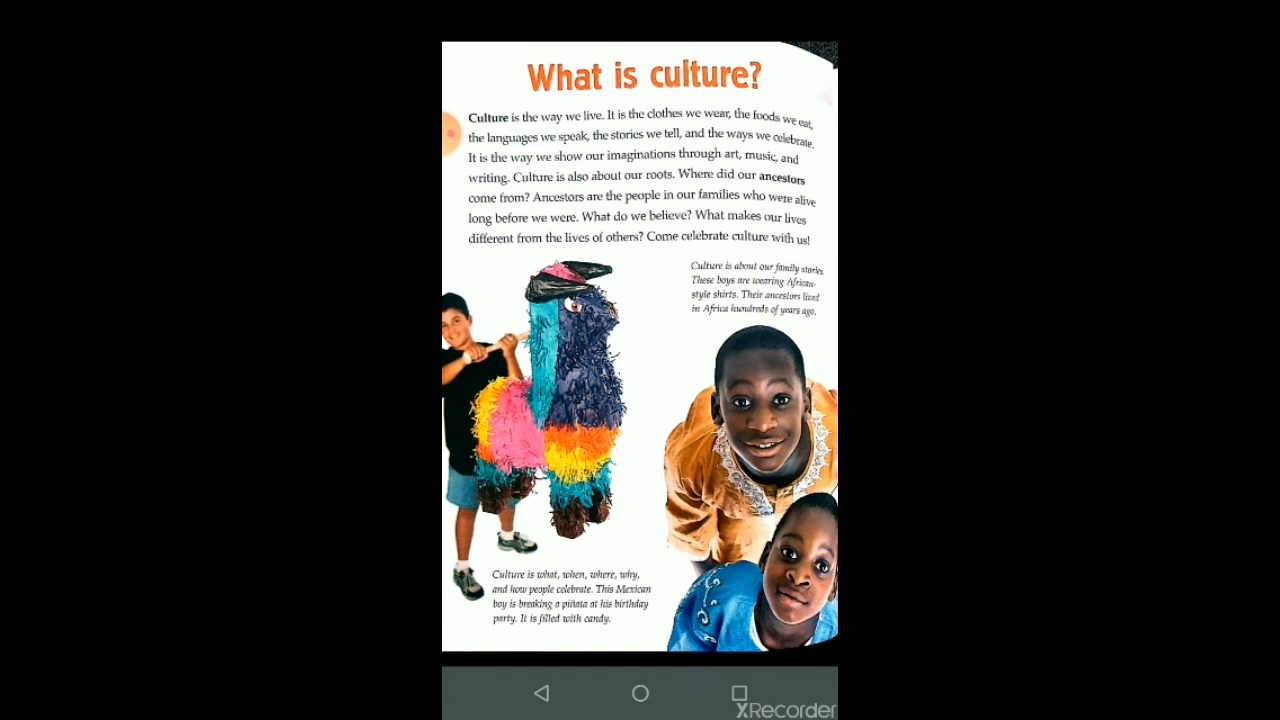 What is culture?
Culture is the way we live. It is the clothes we wear, the foods we eat,
the languages we speak, the stories we tell, and the ways we celebrate.
It is the way we show our imaginations through art, music, and
writing. Culture is also about our roots. Where did our ancestors
come from? Ancestors are the people in our families who were alive
long before we were. What do we believe? What makes our lives
different from the lives of others? Come celebrate culture with us!
Culture is about our family stories.
These boys are wearing African-
style shirts. Their ancestors lived
in Africa hundreds of years ago.
Culture is what, when, where, why,
and how people celebrate. This Mexican
boy is breaking a piñata at his birthday
party. It is filled with candy.
XRecorder